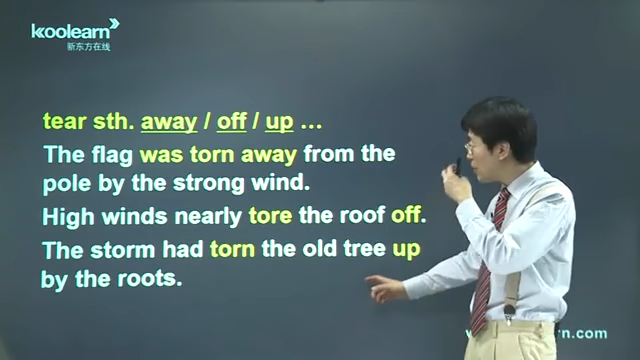 koolearn
新东方在线
tear sth. away / off / up …
The flag was torn away from the
pole by the strong wind.
High winds nearly tore the roof off.
The storm had torn the old tree up
by the roots.
rn.com